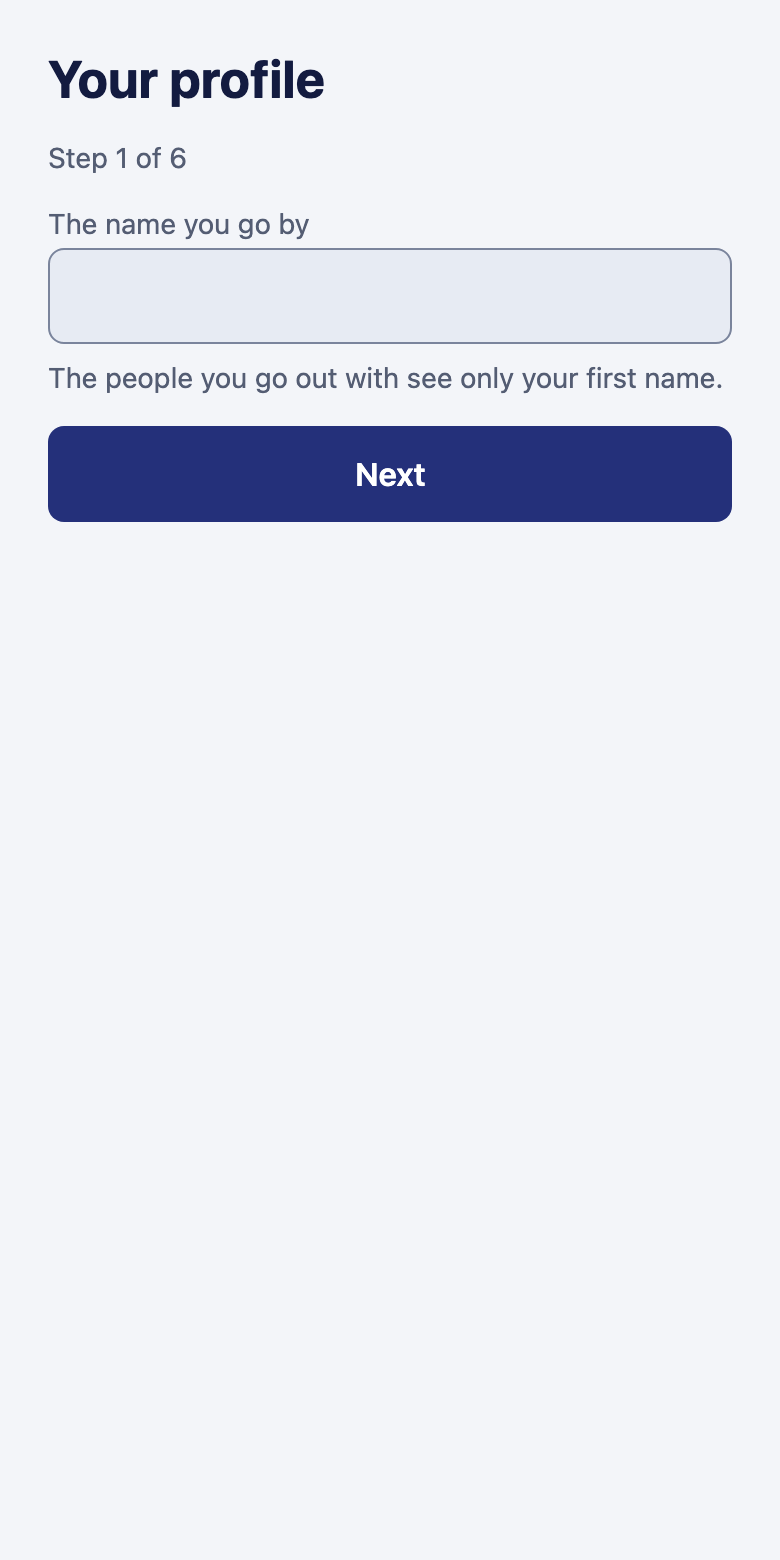 Your profile
Step 1 of 6
The name you go by
The people you go out with see only your first name.
Next